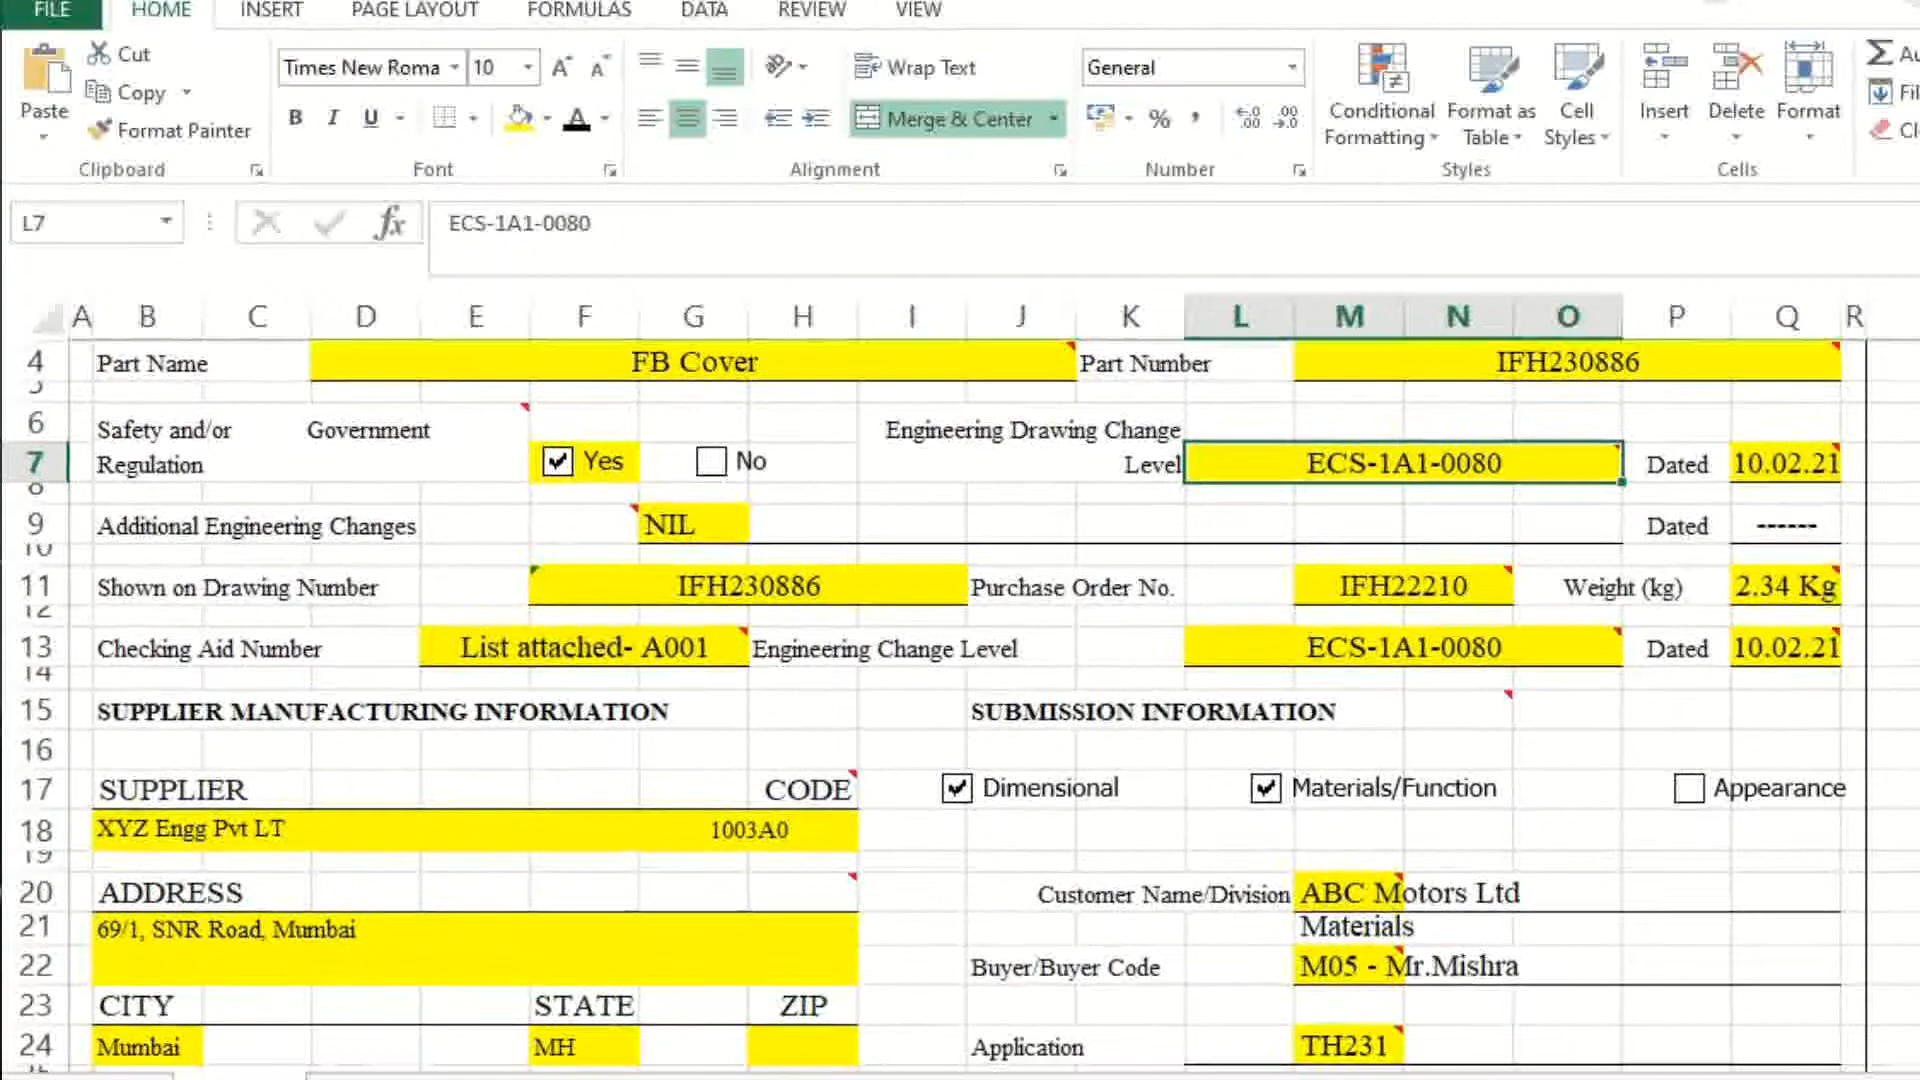 FILE HOME INSERT PAGE LAYOUT FORMULAS DATA REVIEW VIEW
Cut
Copy
Format Painter
Paste
Clipboard
Times New Roma 10
B I U
Font
Wrap Text
Merge & Center
Alignment
General
%
Number
Conditional Formatting
Format as Table
Cell Styles
Styles
Insert Delete Format
Cells
L7 fx ECS-1A1-0080
A B C D E F G H I J K L M N O P Q R
4 Part Name FB Cover Part Number IFH230886
6 Safety and/or Government Engineering Drawing Change
7 Regulation Yes No Level ECS-1A1-0080 Dated 10.02.21
8
9 Additional Engineering Changes NIL Dated ------
10
11 Shown on Drawing Number IFH230886 Purchase Order No. IFH22210 Weight (kg) 2.34 Kg
12
13 Checking Aid Number List attached- A001 Engineering Change Level ECS-1A1-0080 Dated 10.02.21
14
15 SUPPLIER MANUFACTURING INFORMATION SUBMISSION INFORMATION
16
17 SUPPLIER CODE Dimensional Materials/Function Appearance
18 XYZ Engg Pvt LT 1003A0
19
20 ADDRESS Customer Name/Division ABC Motors Ltd
21 69/1, SNR Road, Mumbai Materials
22 Buyer/Buyer Code M05 - Mr.Mishra
23 CITY STATE ZIP
24 Mumbai MH Application TH231